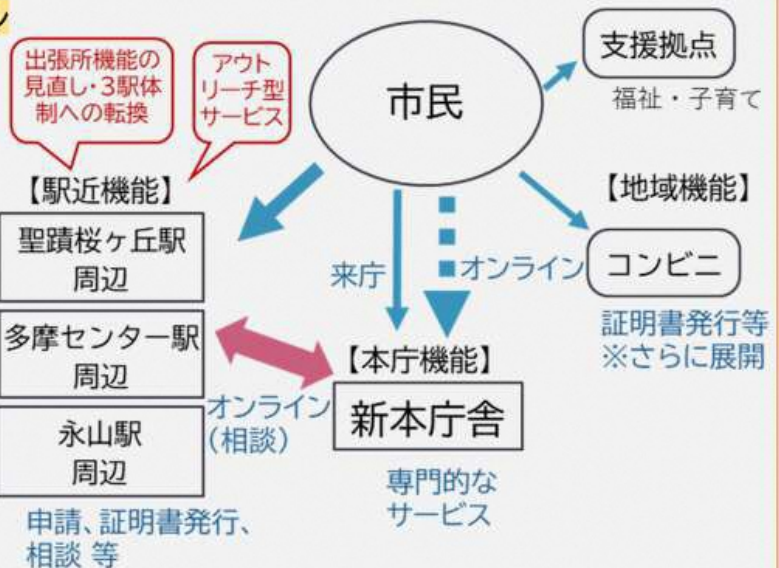 出張所機能の
見直し・3駅体
制への転換
アウト
リーチ型
サービス
市民
支援拠点
福祉・子育て
【駅近機能】
【地域機能】
聖蹟桜ヶ丘駅
周辺
多摩センター駅
周辺
永山駅
周辺
申請、証明書発行、
相談 等
来庁
オンライン
コンビニ
証明書発行等
※さらに展開
オンライン
(相談)
【本庁機能】
新本庁舎
専門的な
サービス